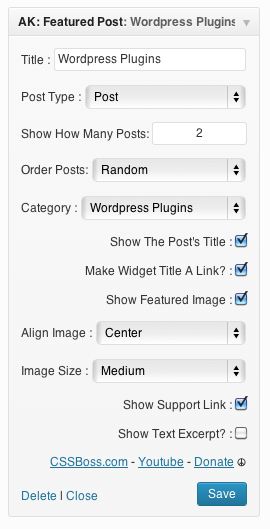 AK: Featured Post: Wordpress Plugins
Title : Wordpress Plugins
Post Type : Post
Show How Many Posts: 2
Order Posts: Random
Category : Wordpress Plugins
Show The Post's Title :
Make Widget Title A Link? :
Show Featured Image :
Align Image : Center
Image Size : Medium
Show Support Link :
Show Text Excerpt? :
CSSBoss.com - Youtube - Donate ☮
Delete | Close Save